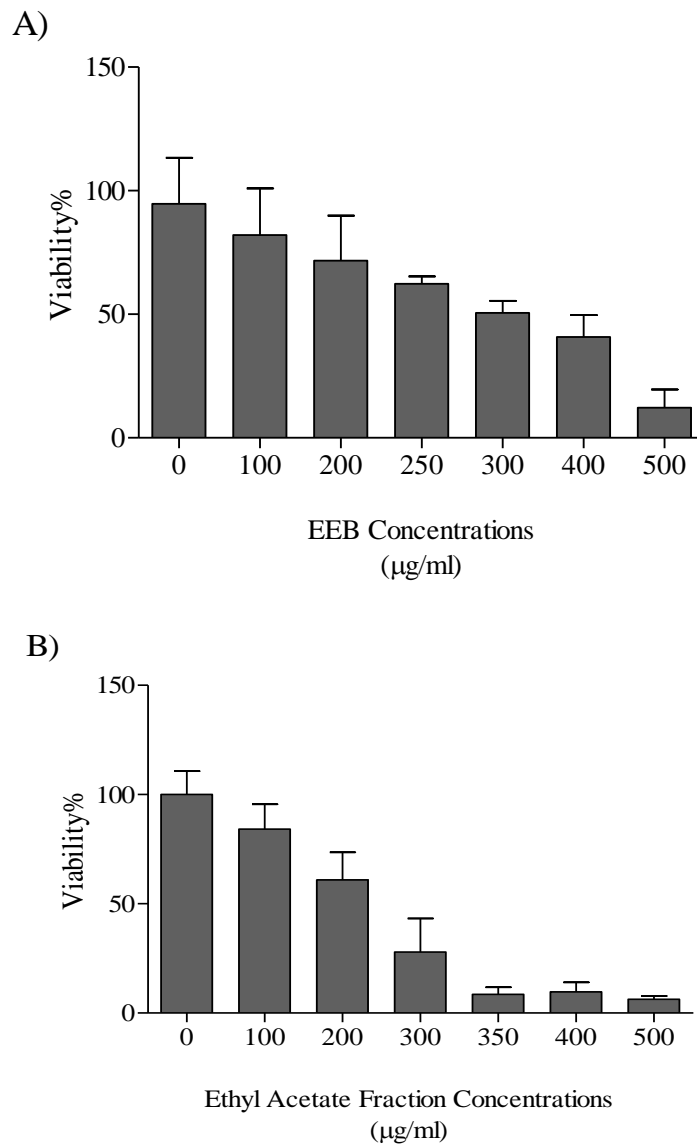 A)
150
100
50
0
Viability%
0 100 200 250 300 400 500
EEB Concentrations
(µg/ml)
B)
150
100
50
0
Viability%
0 100 200 300 350 400 500
Ethyl Acetate Fraction Concentrations
(µg/ml)